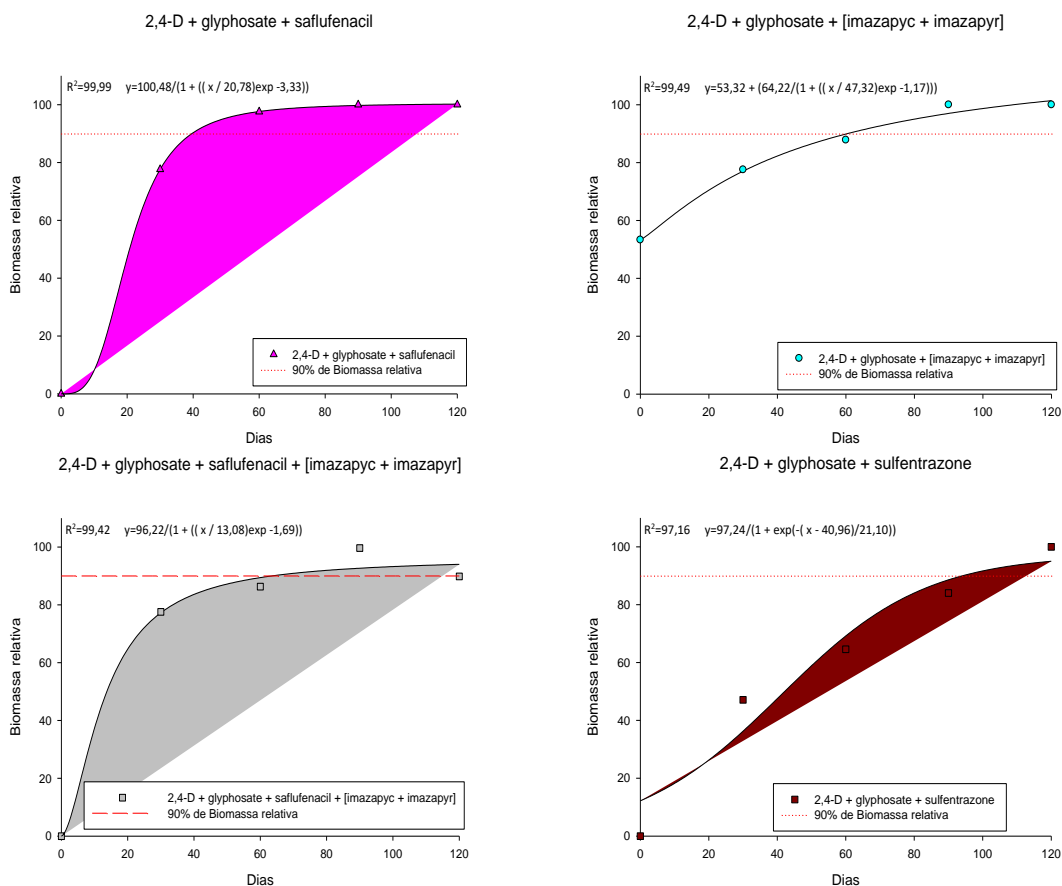 2,4-D + glyphosate + saflufenacil
R²=99,99 y=100,48/(1 + (( x / 20,78)exp -3,33))
100
80
60
40
20
0
Biomassa relativa
2,4-D + glyphosate + saflufenacil
90% de Biomassa relativa
0 20 40 60 80 100 120
Dias
2,4-D + glyphosate + [imazapyc + imazapyr]
R²=99,49 y=53,32 + (64,22/(1 + (( x / 47,32)exp -1,17)))
100
80
60
40
20
0
Biomassa relativa
2,4-D + glyphosate + [imazapyc + imazapyr]
90% de Biomassa relativa
0 20 40 60 80 100 120
Dias
2,4-D + glyphosate + saflufenacil + [imazapyc + imazapyr]
R²=99,42 y=96,22/(1 + (( x / 13,08)exp -1,69))
100
80
60
40
20
0
Biomassa relativa
2,4-D + glyphosate + saflufenacil + [imazapyc + imazapyr]
90% de Biomassa relativa
0 20 40 60 80 100 120
Dias
2,4-D + glyphosate + sulfentrazone
R²=97,16 y=97,24/(1 + exp(-( x - 40,96)/21,10))
100
80
60
40
20
0
Biomassa relativa
2,4-D + glyphosate + sulfentrazone
90% de Biomassa relativa
0 20 40 60 80 100 120
Dias